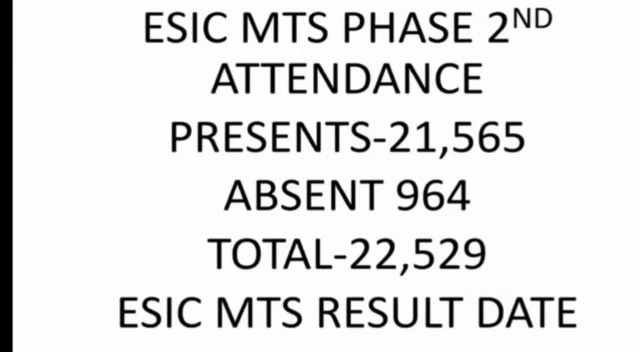 ESIC MTS PHASE 2ND
ATTENDANCE
PRESENTS-21,565
ABSENT 964
TOTAL-22,529
ESIC MTS RESULT DATE